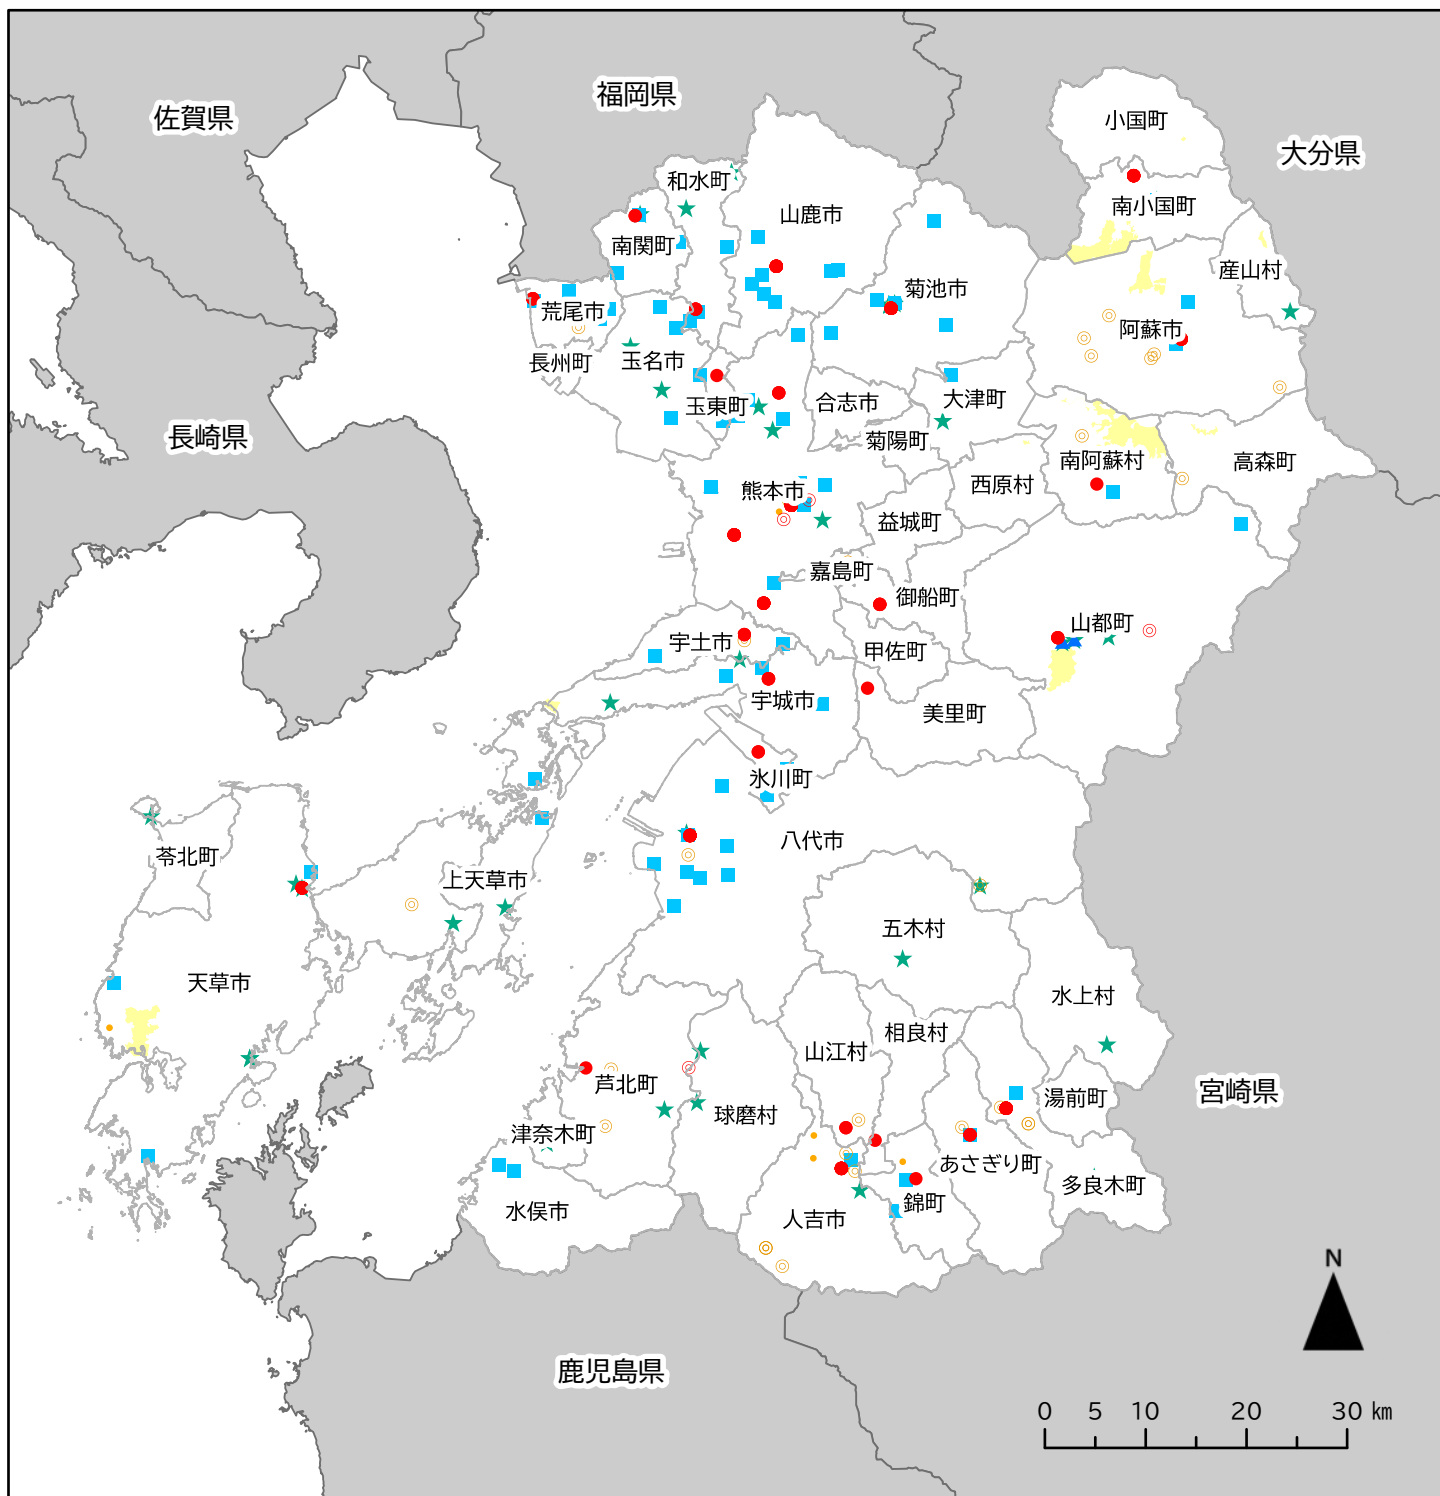 福岡県
佐賀県
小国町
大分県
和水町
南小国町
山鹿市
南関町
産山村
菊池市
荒尾市
阿蘇市
長州町
玉名市
大津町
合志市
玉東町
長崎県
菊陽町
南阿蘇村
高森町
西原村
熊本市
益城町
嘉島町
御船町
山都町
宇土市
甲佐町
宇城市
美里町
氷川町
八代市
苓北町
上天草市
五木村
天草市
水上村
相良村
山江村
芦北町
宮崎県
湯前町
球磨村
津奈木町
あさぎり町
多良木町
錦町
水俣市
人吉市
N
鹿児島県
0 5 10 20 30 km